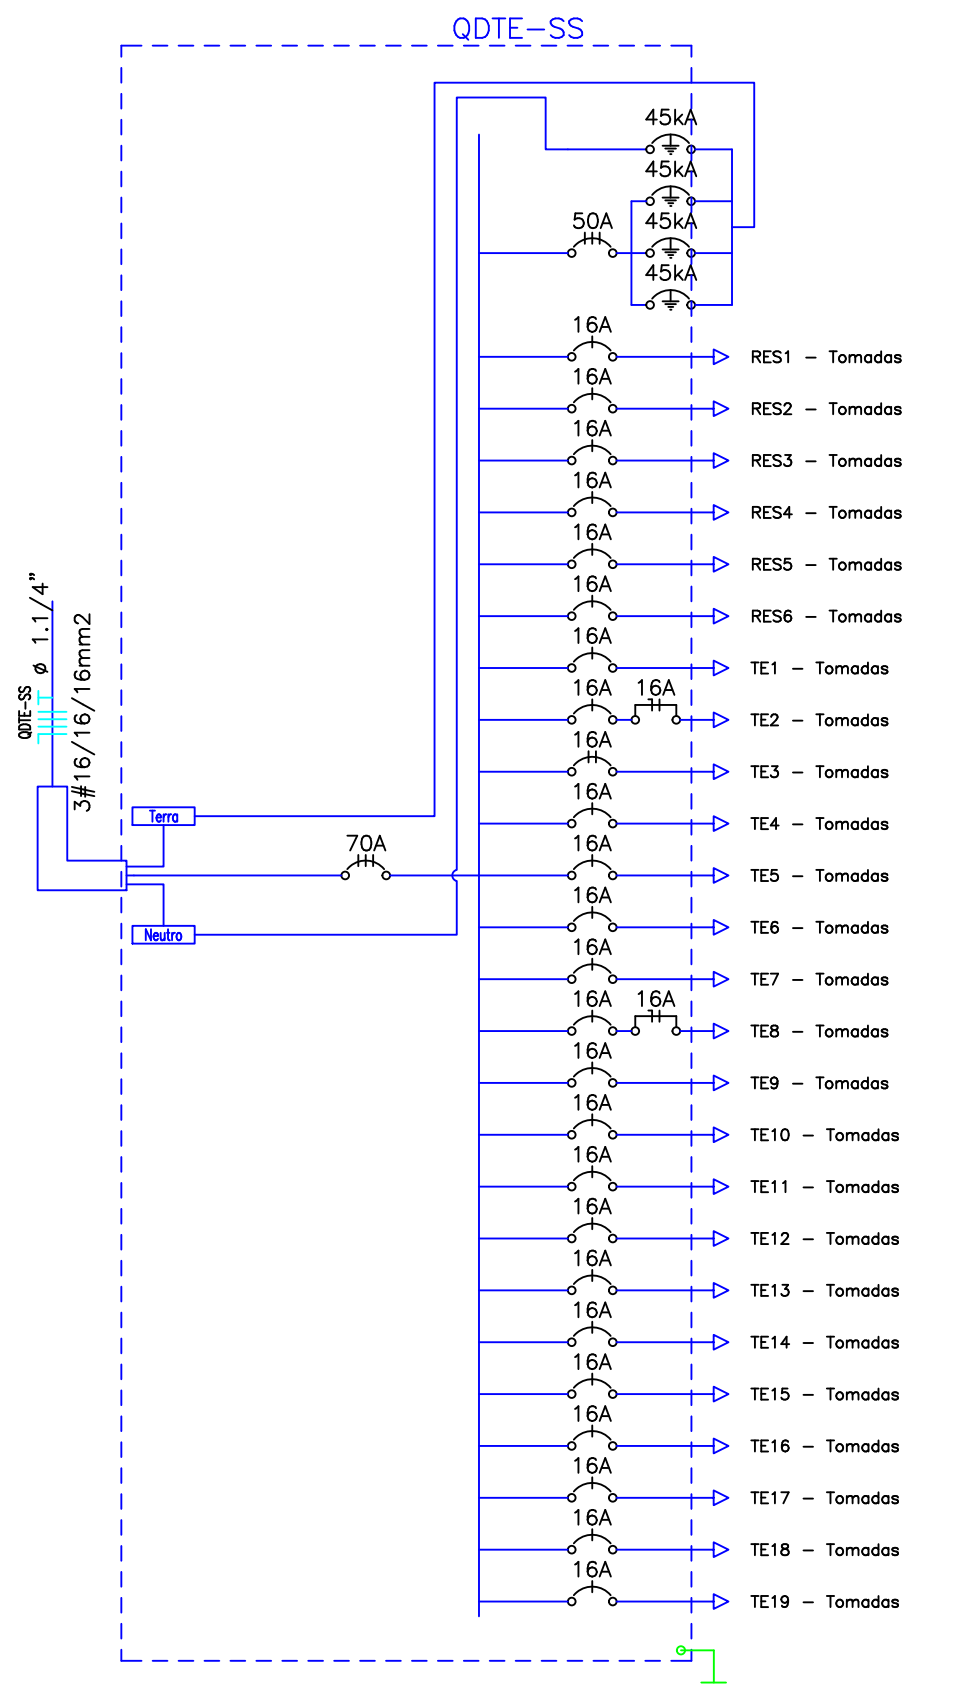 QDTE-SS
45kA
45kA
50A
45kA
45kA
16A
RES1 - Tomadas
16A
RES2 - Tomadas
16A
RES3 - Tomadas
16A
RES4 - Tomadas
16A
RES5 - Tomadas
16A
RES6 - Tomadas
16A
TE1 - Tomadas
16A 16A
TE2 - Tomadas
16A
TE3 - Tomadas
16A
TE4 - Tomadas
16A
TE5 - Tomadas
16A
TE6 - Tomadas
16A
TE7 - Tomadas
16A 16A
TE8 - Tomadas
16A
TE9 - Tomadas
16A
TE10 - Tomadas
16A
TE11 - Tomadas
16A
TE12 - Tomadas
16A
TE13 - Tomadas
16A
TE14 - Tomadas
16A
TE15 - Tomadas
16A
TE16 - Tomadas
16A
TE17 - Tomadas
16A
TE18 - Tomadas
16A
TE19 - Tomadas
QDTE-SS
ø 1.1/4"
3#16/16/16mm2
Terra
70A
Neutro